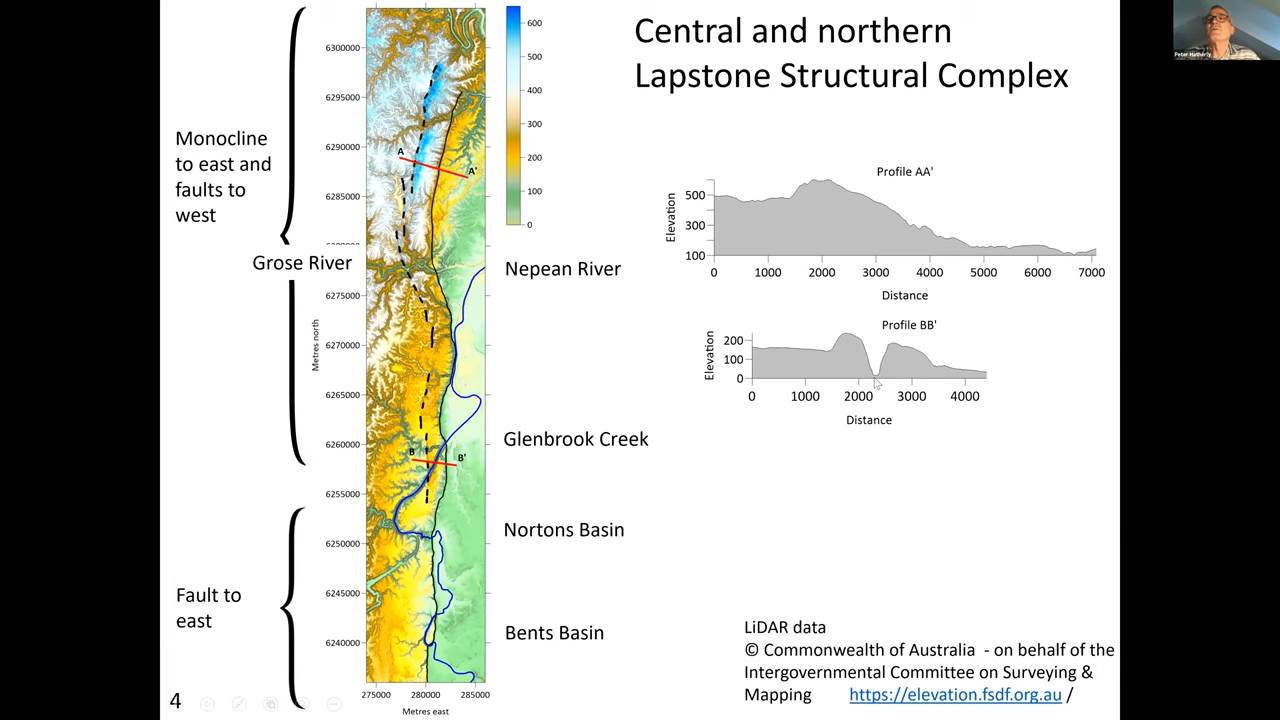 Central and northern
Lapstone Structural Complex
Peter Hatherly
Monocline
to east and
faults to
west
Grose River
Fault to
east
Metres north
6300000
6295000
6290000
6285000
6275000
6270000
6265000
6260000
6255000
6250000
6245000
6240000
275000
280000
285000
Metres east
A
A'
B
B'
600
500
400
300
200
100
0
Nepean River
Glenbrook Creek
Nortons Basin
Bents Basin
Profile AA'
Elevation
500
300
100
0
1000
2000
3000
4000
5000
6000
7000
Distance
Profile BB'
Elevation
200
100
0
0
1000
2000
3000
4000
Distance
LiDAR data
© Commonwealth of Australia - on behalf of the
Intergovernmental Committee on Surveying &
Mapping https://elevation.fsdf.org.au /
4